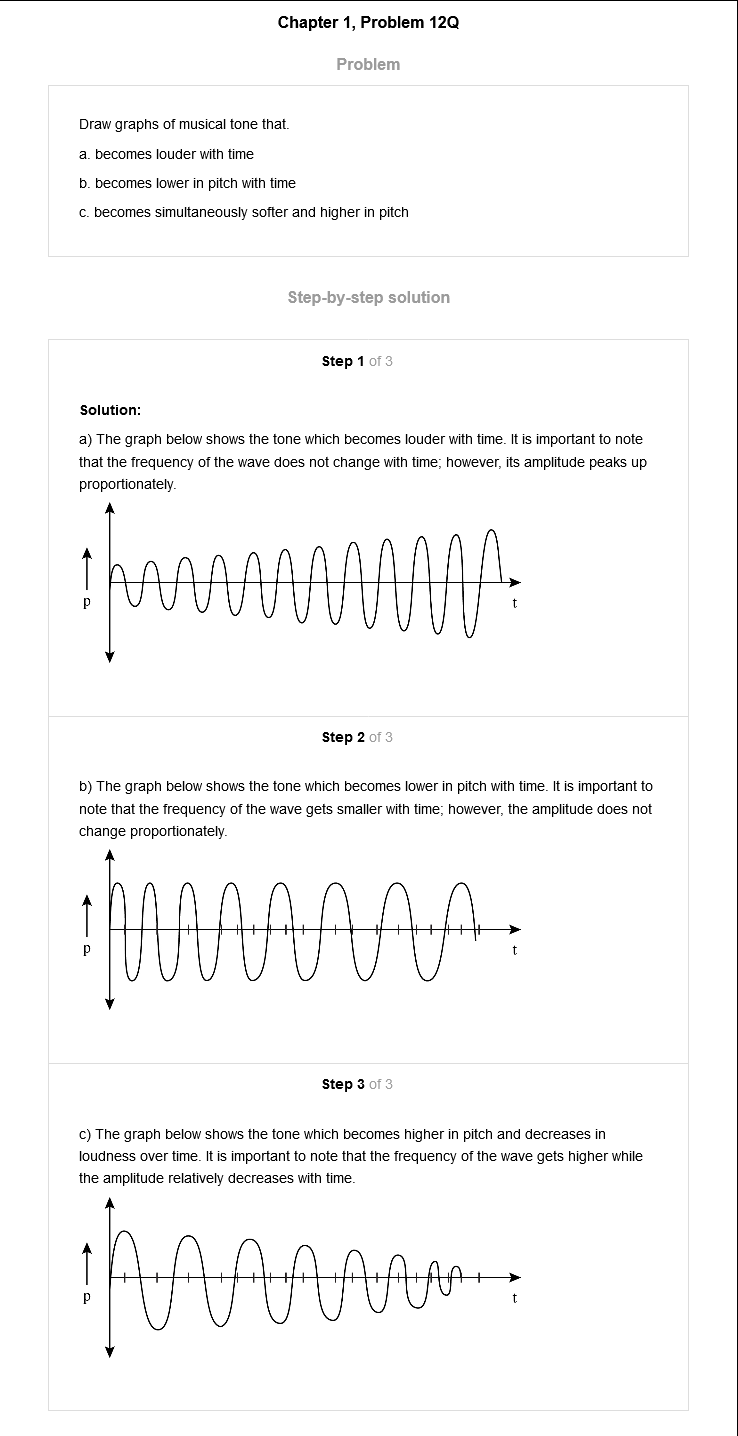 Chapter 1, Problem 12Q
Problem
Draw graphs of musical tone that.
a. becomes louder with time
b. becomes lower in pitch with time
c. becomes simultaneously softer and higher in pitch
Step-by-step solution
Step 1 of 3
Solution:
a) The graph below shows the tone which becomes louder with time. It is important to note
that the frequency of the wave does not change with time; however, its amplitude peaks up
proportionately.
p
t
Step 2 of 3
b) The graph below shows the tone which becomes lower in pitch with time. It is important to
note that the frequency of the wave gets smaller with time; however, the amplitude does not
change proportionately.
p
t
Step 3 of 3
c) The graph below shows the tone which becomes higher in pitch and decreases in
loudness over time. It is important to note that the frequency of the wave gets higher while
the amplitude relatively decreases with time.
p
t